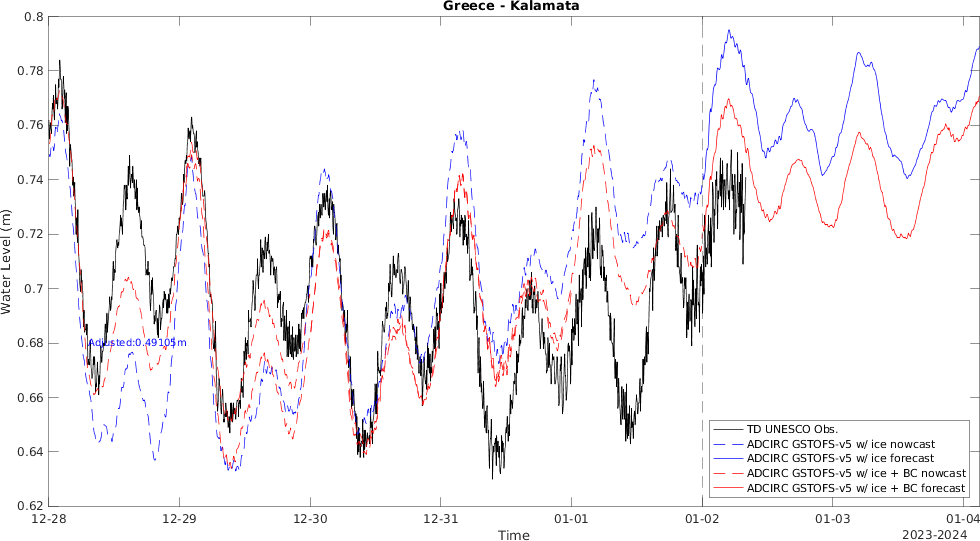 Greece - Kalamata
0.8
0.78
0.76
0.74
0.72
0.7
0.68
0.66
0.64
0.62
Water Level (m)
Adjusted:0.49105m
TD UNESCO Obs.
ADCIRC GSTOFS-v5 w/ ice nowcast
ADCIRC GSTOFS-v5 w/ ice forecast
ADCIRC GSTOFS-v5 w/ ice + BC nowcast
ADCIRC GSTOFS-v5 w/ ice + BC forecast
12-28 12-29 12-30 12-31 01-01 01-02 01-03 01-04
Time
2023-2024